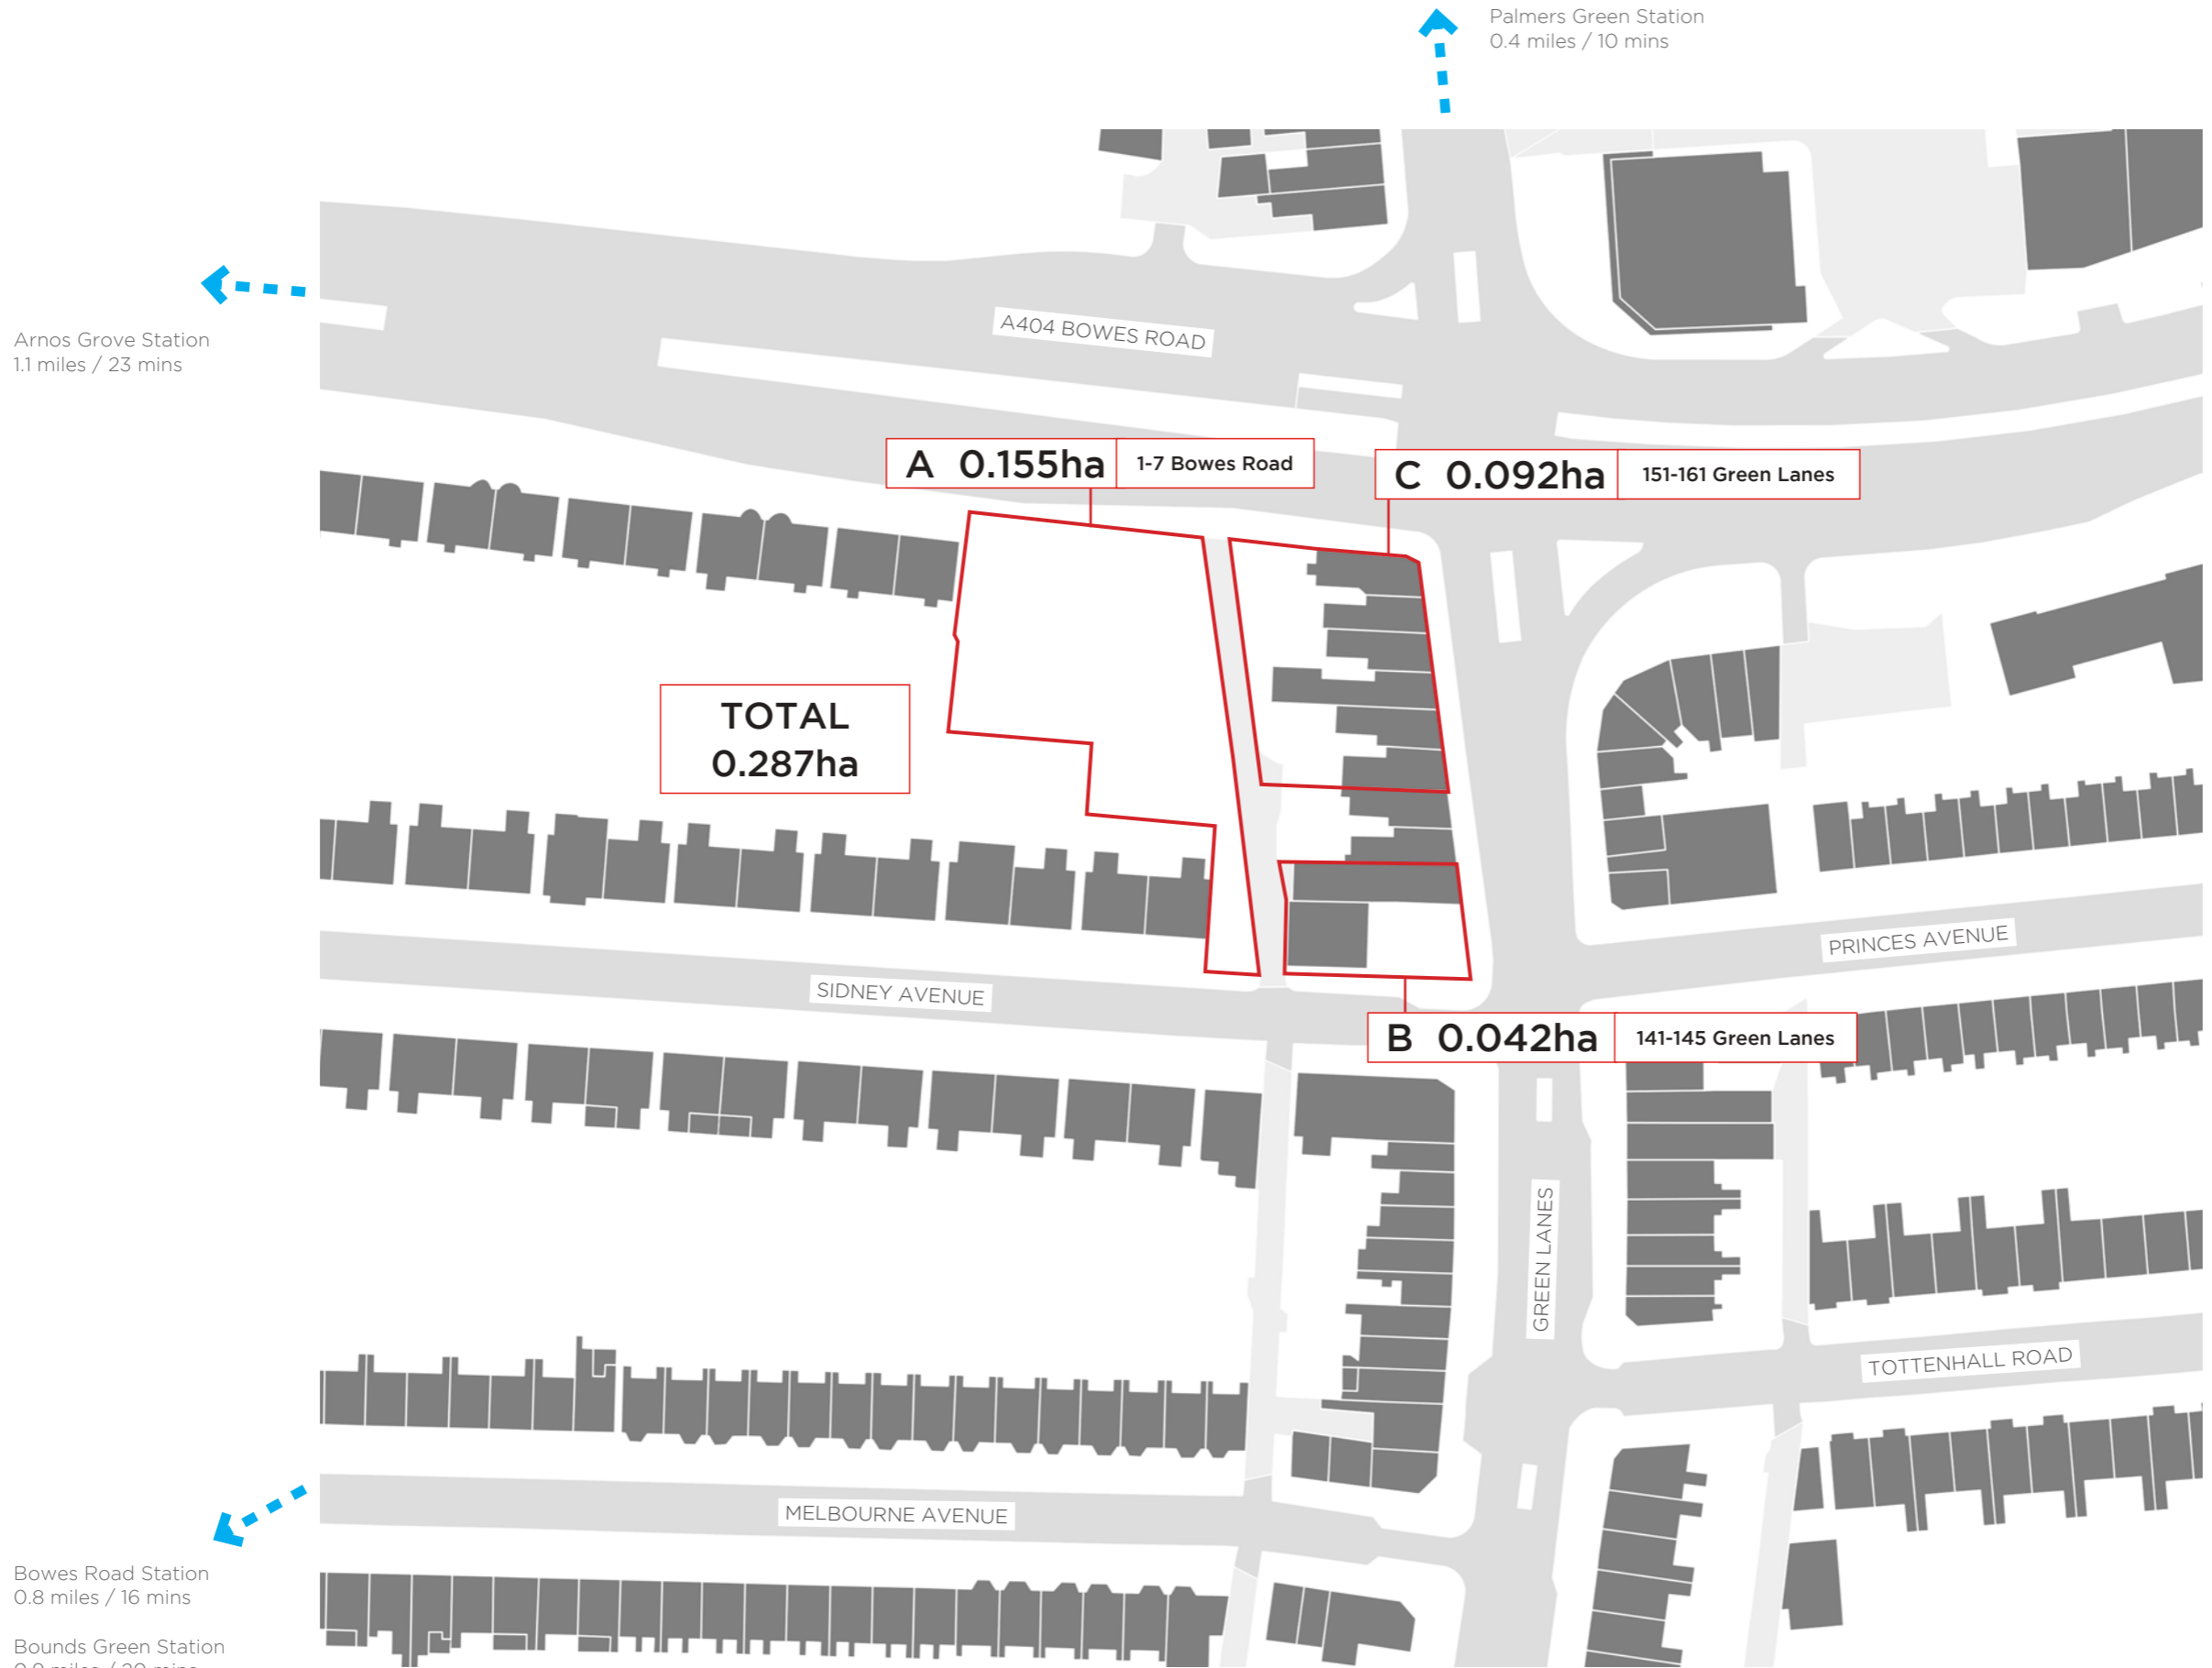 Palmers Green Station
0.4 miles / 10 mins
A404 BOWES ROAD
Arnos Grove Station
1.1 miles / 23 mins
A 0.155ha
1-7 Bowes Road
C 0.092ha
151-161 Green Lanes
TOTAL
0.287ha
PRINCES AVENUE
SIDNEY AVENUE
B 0.042ha
141-145 Green Lanes
GREEN LANES
TOTTENHALL ROAD
MELBOURNE AVENUE
Bowes Road Station
0.8 miles / 16 mins
Bounds Green Station